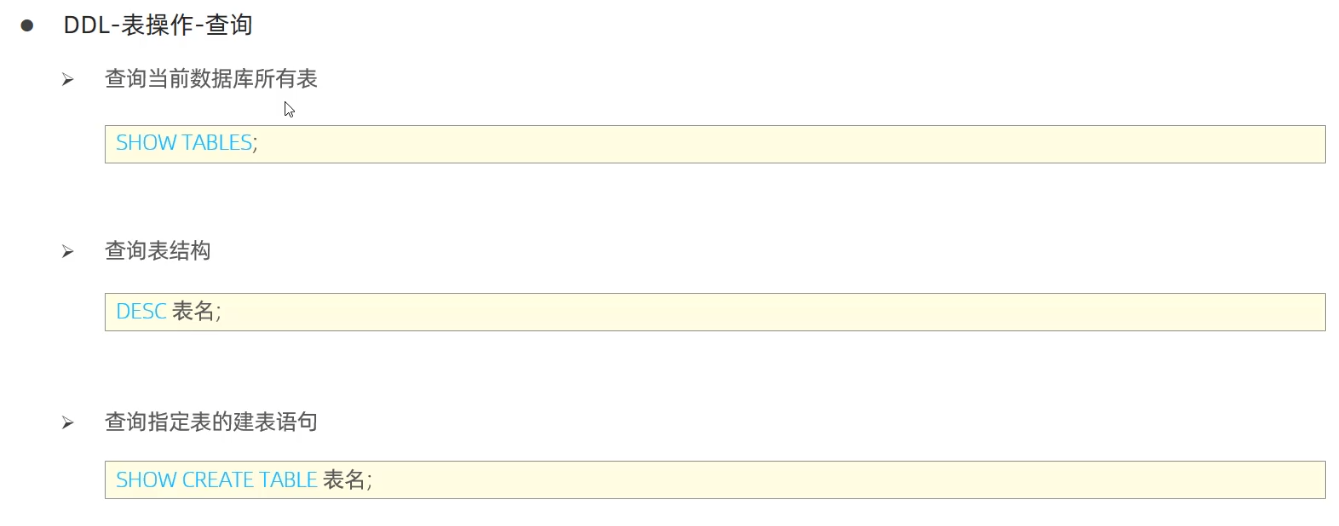 DDL-表操作-查询
查询当前数据库所有表
SHOW TABLES;
查询表结构
DESC 表名;
查询指定表的建表语句
SHOW CREATE TABLE 表名;